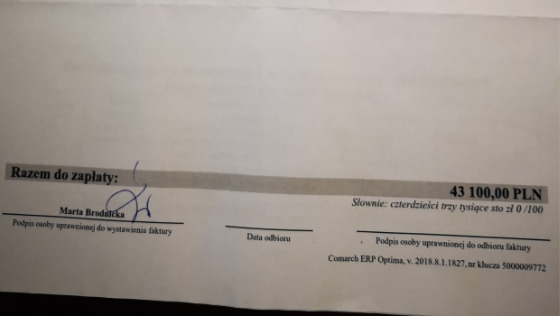 Razem do zapłaty:
43 100,00 PLN
Słownie: czterdzieści trzy tysiące xto zł 0 /100
Marta Brodnicka
Podpis osoby uprawnionej do wystawienia faktury
Data odbioru
Podpis osoby uprawnionej do odbioru faktury
Comarch ERP Optima, v. 2018.8.1.1827, nr klucza 5000009772